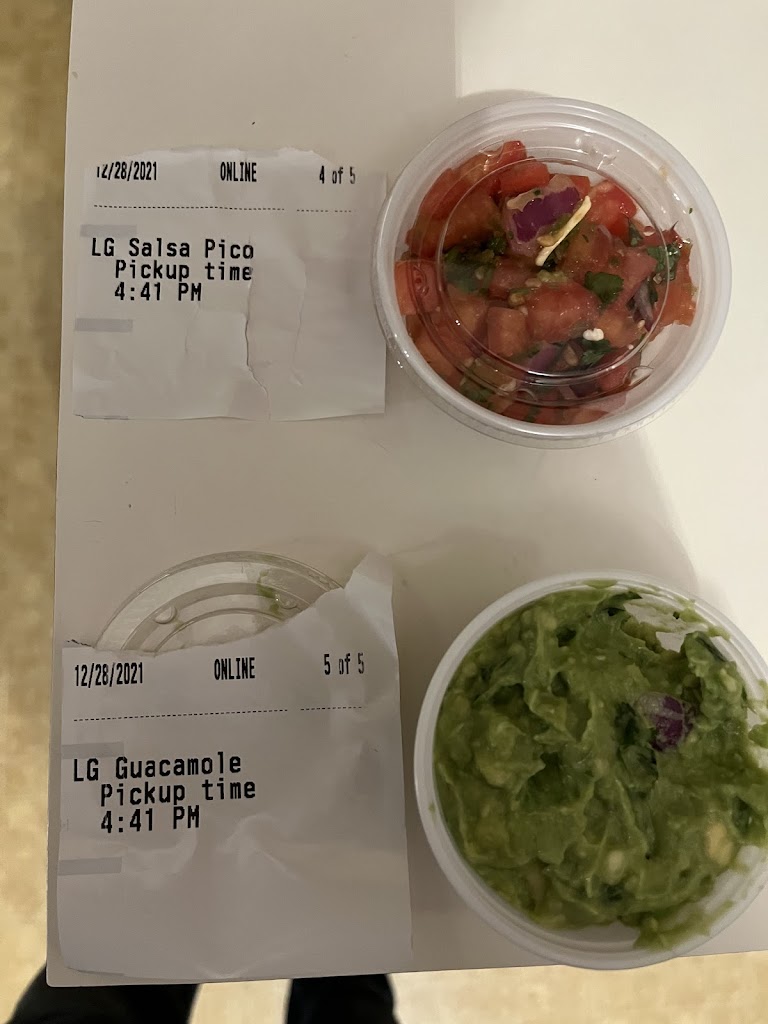 12/28/2021 ONLINE 4 of 5
LG Salsa Pico
Pickup time
4:41 PM
12/28/2021 ONLINE 5 of 5
LG Guacamole
Pickup time
4:41 PM